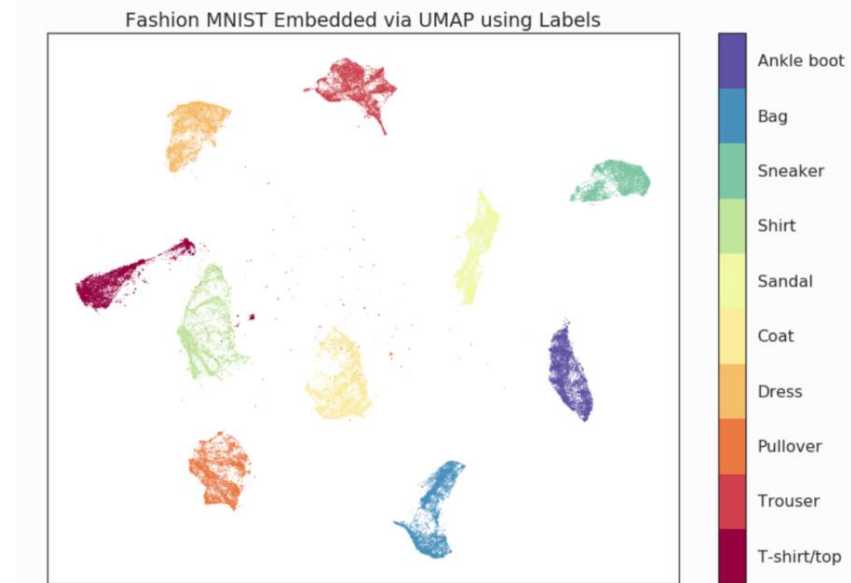 Fashion MNIST Embedded via UMAP using Labels
Ankle boot
Bag
Sneaker
Shirt
Sandal
Coat
Dress
Pullover
Trouser
T-shirt/top